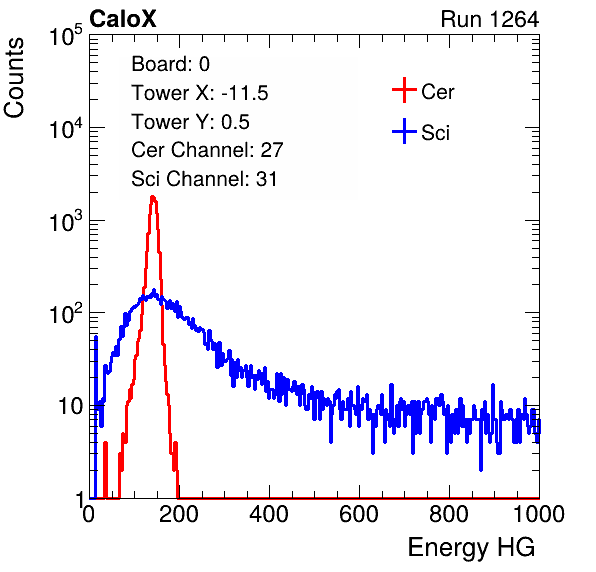 CaloX Run 1264
Counts
Board: 0
Tower X: -11.5
Tower Y: 0.5
Cer Channel: 27
Sci Channel: 31
Cer
Sci
10^5
10^4
10^3
10^2
10
1
0 200 400 600 800 1000
Energy HG